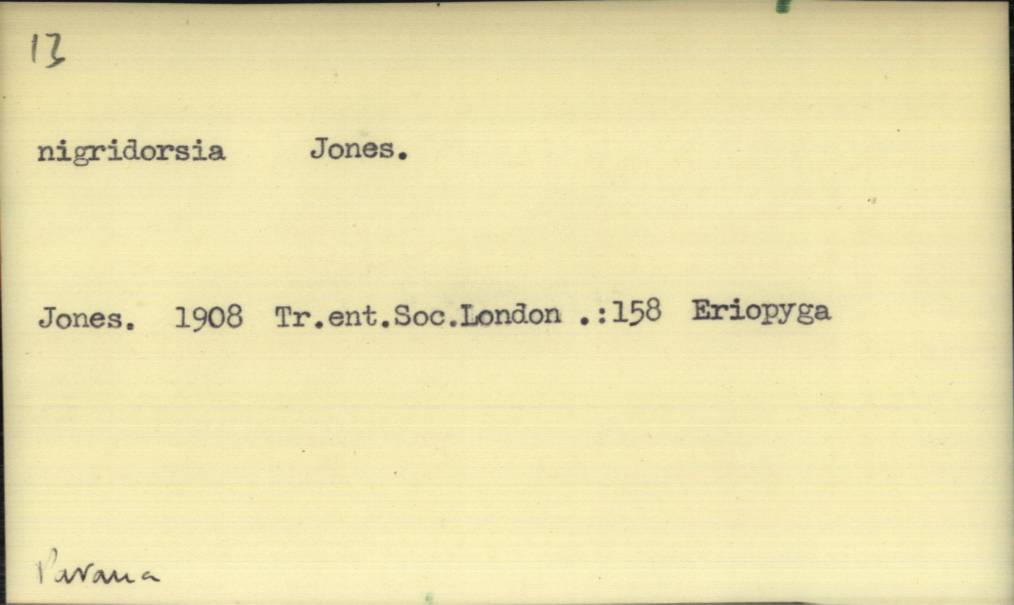 13
nigridorsia Jones.
Jones. 1908 Tr.ent.Soc.London .:158 Eriopyga
Parana